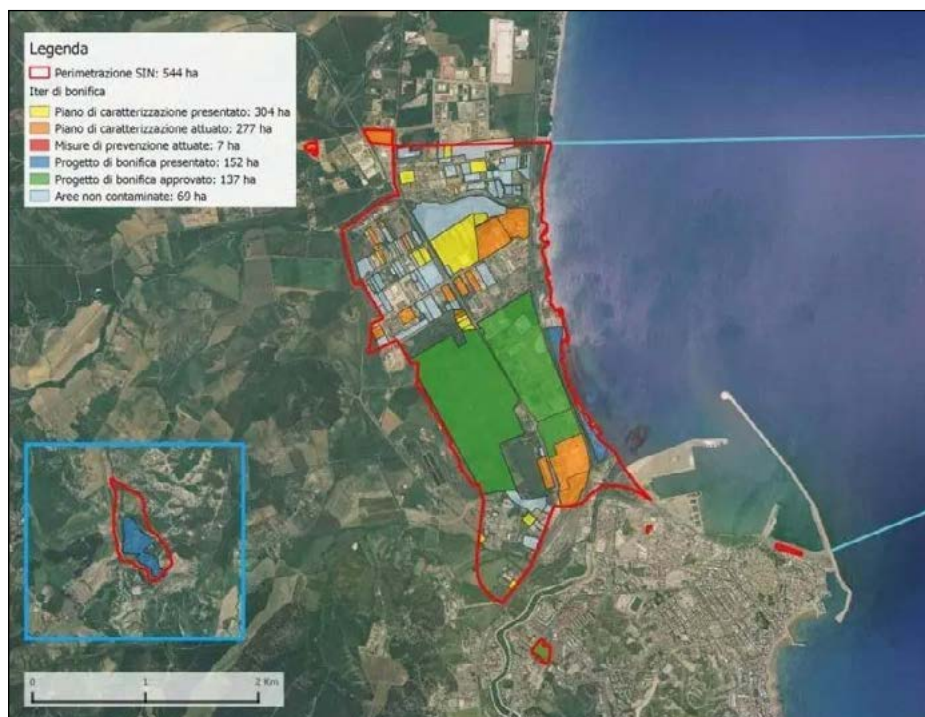 Legenda
Perimetrazione SIN: 544 ha
Iter di bonifica
Piano di caratterizzazione presentato: 304 ha
Piano di caratterizzazione attuato: 277 ha
Misure di prevenzione attuate: 7 ha
Progetto di bonifica presentato: 152 ha
Progetto di bonifica approvato: 137 ha
Aree non contaminate: 69 ha
0 1 2 Km